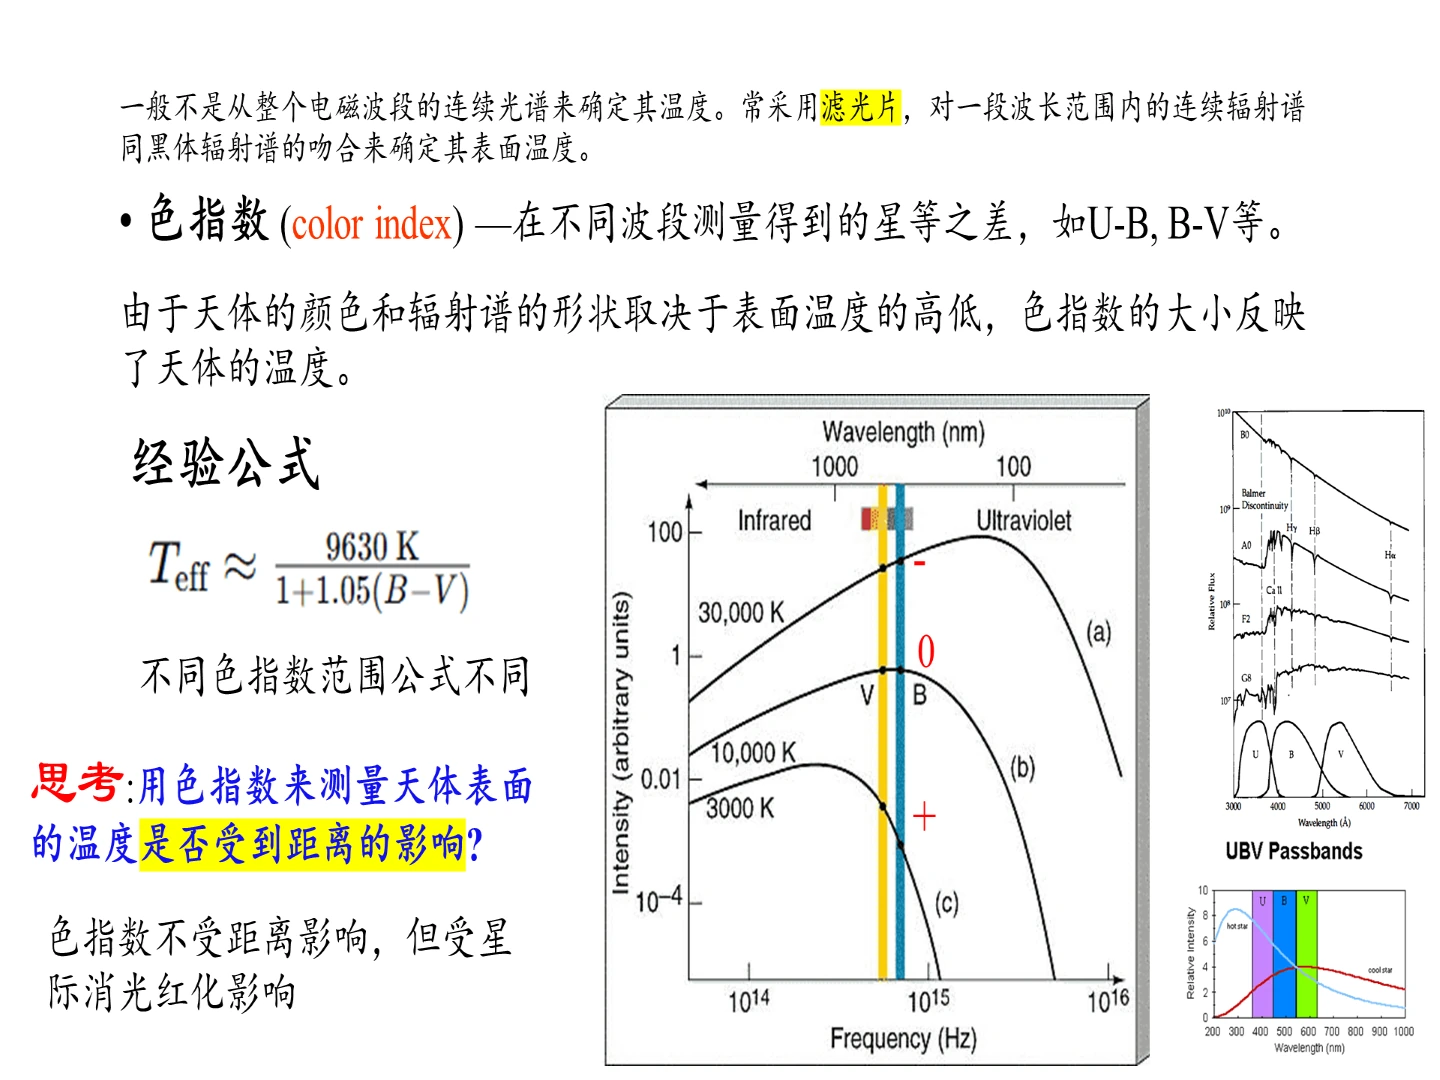 一般不是从整个电磁波段的连续光谱来确定其温度。常采用滤光片，对一段波长范围内的连续辐射谱
同黑体辐射谱的吻合来确定其表面温度。
• 色指数 (color index) —在不同波段测量得到的星等之差，如U-B, B-V等。
由于天体的颜色和辐射谱的形状取决于表面温度的高低，色指数的大小反映
了天体的温度。
经验公式
T_eff ≈ 9630 K / 1+1.05(B−V)
不同色指数范围公式不同
思考:用色指数来测量天体表面
的温度是否受到距离的影响?
色指数不受距离影响，但受星
际消光红化影响
Wavelength (nm)
1000 100
Infrared Ultraviolet
100
1
0.01
10–4
Intensity (arbitrary units)
30,000 K
10,000 K
3000 K
(a)
(b)
(c)
-
0
+
V B
1014 1015 1016
Frequency (Hz)
1010
109
108
107
Relative Flux
B0
Balmer
Discontinuity
A0
Hγ Hβ Hα
Ca II
F2
G8
U B V
3000 4000 5000 6000 7000
Wavelength (Å)
UBV Passbands
10
8
6
4
2
0
Relative Intensity
U B V
hot star
cool star
200 300 400 500 600 700 800 900 1000
Wavelength (nm)